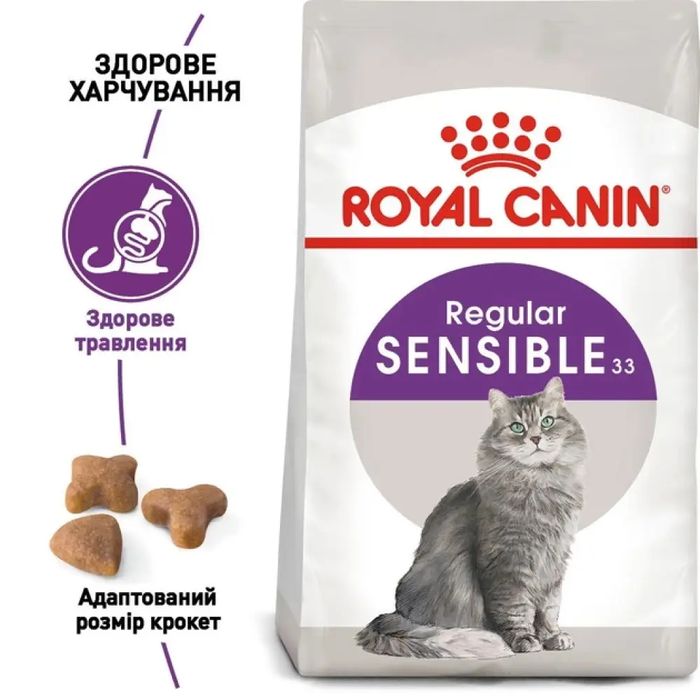 ЗДОРОВЕ
ХАРЧУВАННЯ
Здорове
травлення
Адаптований
розмір крокет
ROYAL CANIN®
Regular
SENSIBLE 33